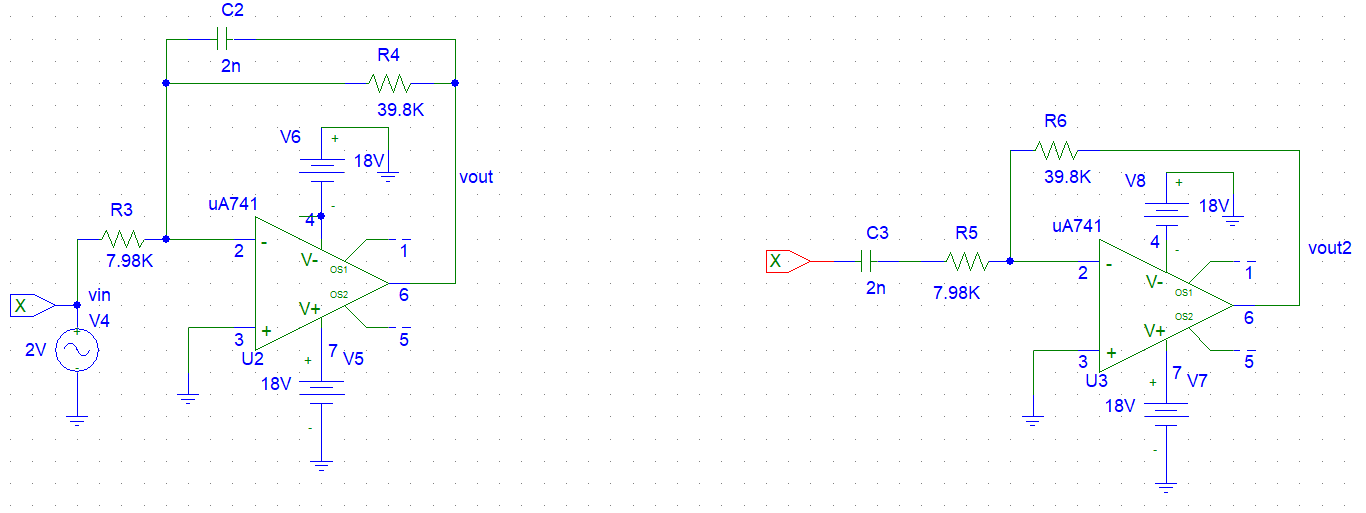 C2
2n
R4
39.8K
V6
+
18V
-
vout
uA741
4
R3
7.98K
2
-
V-
OS1
1
6
OS2
V+
+
3
U2
5
7
V5
+
18V
-
X
vin
V4
+
2V
-
R6
39.8K
V8
+
18V
-
uA741
4
vout2
X
C3
2n
R5
7.98K
2
-
V-
OS1
1
6
OS2
V+
+
3
U3
5
7
V7
+
18V
-